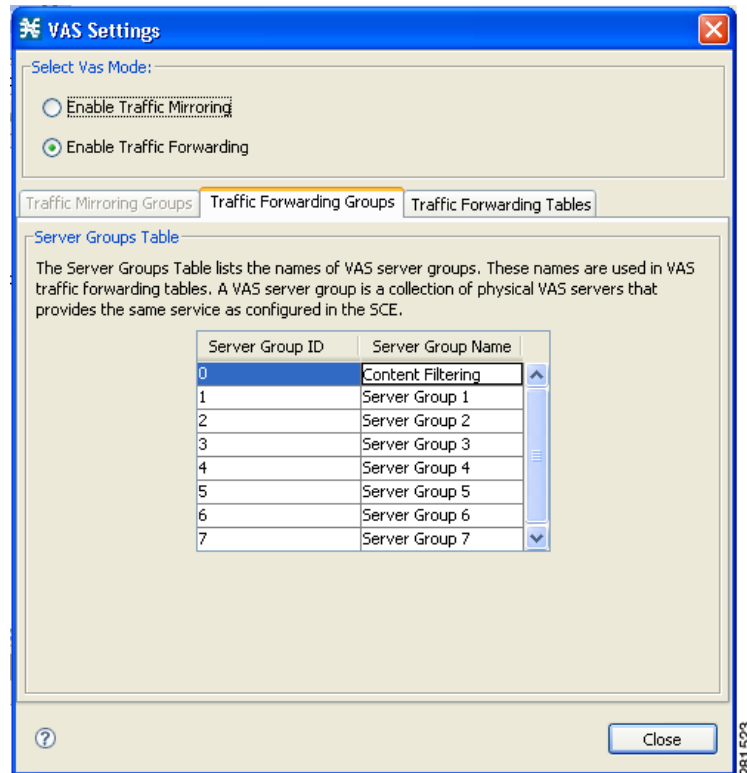 VAS Settings
Select Vas Mode:
Enable Traffic Mirroring
Enable Traffic Forwarding
Traffic Mirroring Groups Traffic Forwarding Groups Traffic Forwarding Tables
Server Groups Table
The Server Groups Table lists the names of VAS server groups. These names are used in VAS
traffic forwarding tables. A VAS server group is a collection of physical VAS servers that
provides the same service as configured in the SCE.
Server Group ID Server Group Name
0 Content Filtering
1 Server Group 1
2 Server Group 2
3 Server Group 3
4 Server Group 4
5 Server Group 5
6 Server Group 6
7 Server Group 7
? Close
281523